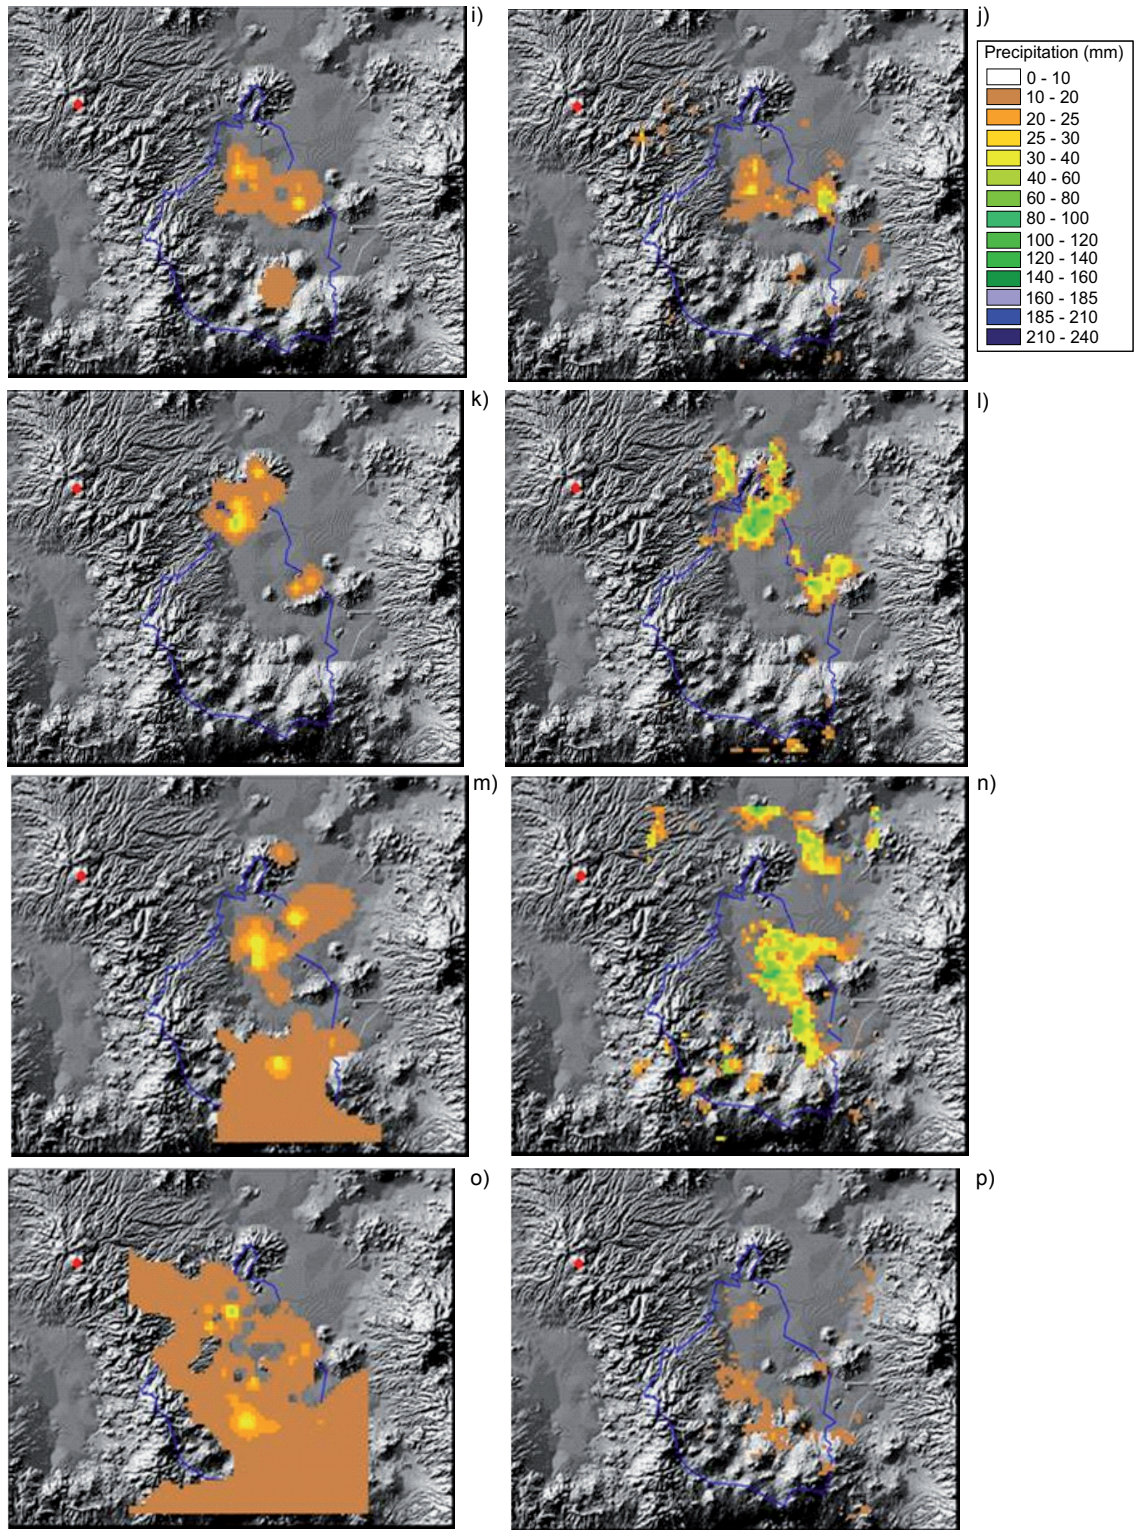 i)
j)
Precipitation (mm)
0 - 10
10 - 20
20 - 25
25 - 30
30 - 40
40 - 60
60 - 80
80 - 100
100 - 120
120 - 140
140 - 160
160 - 185
185 - 210
210 - 240
k)
l)
m)
n)
o)
p)